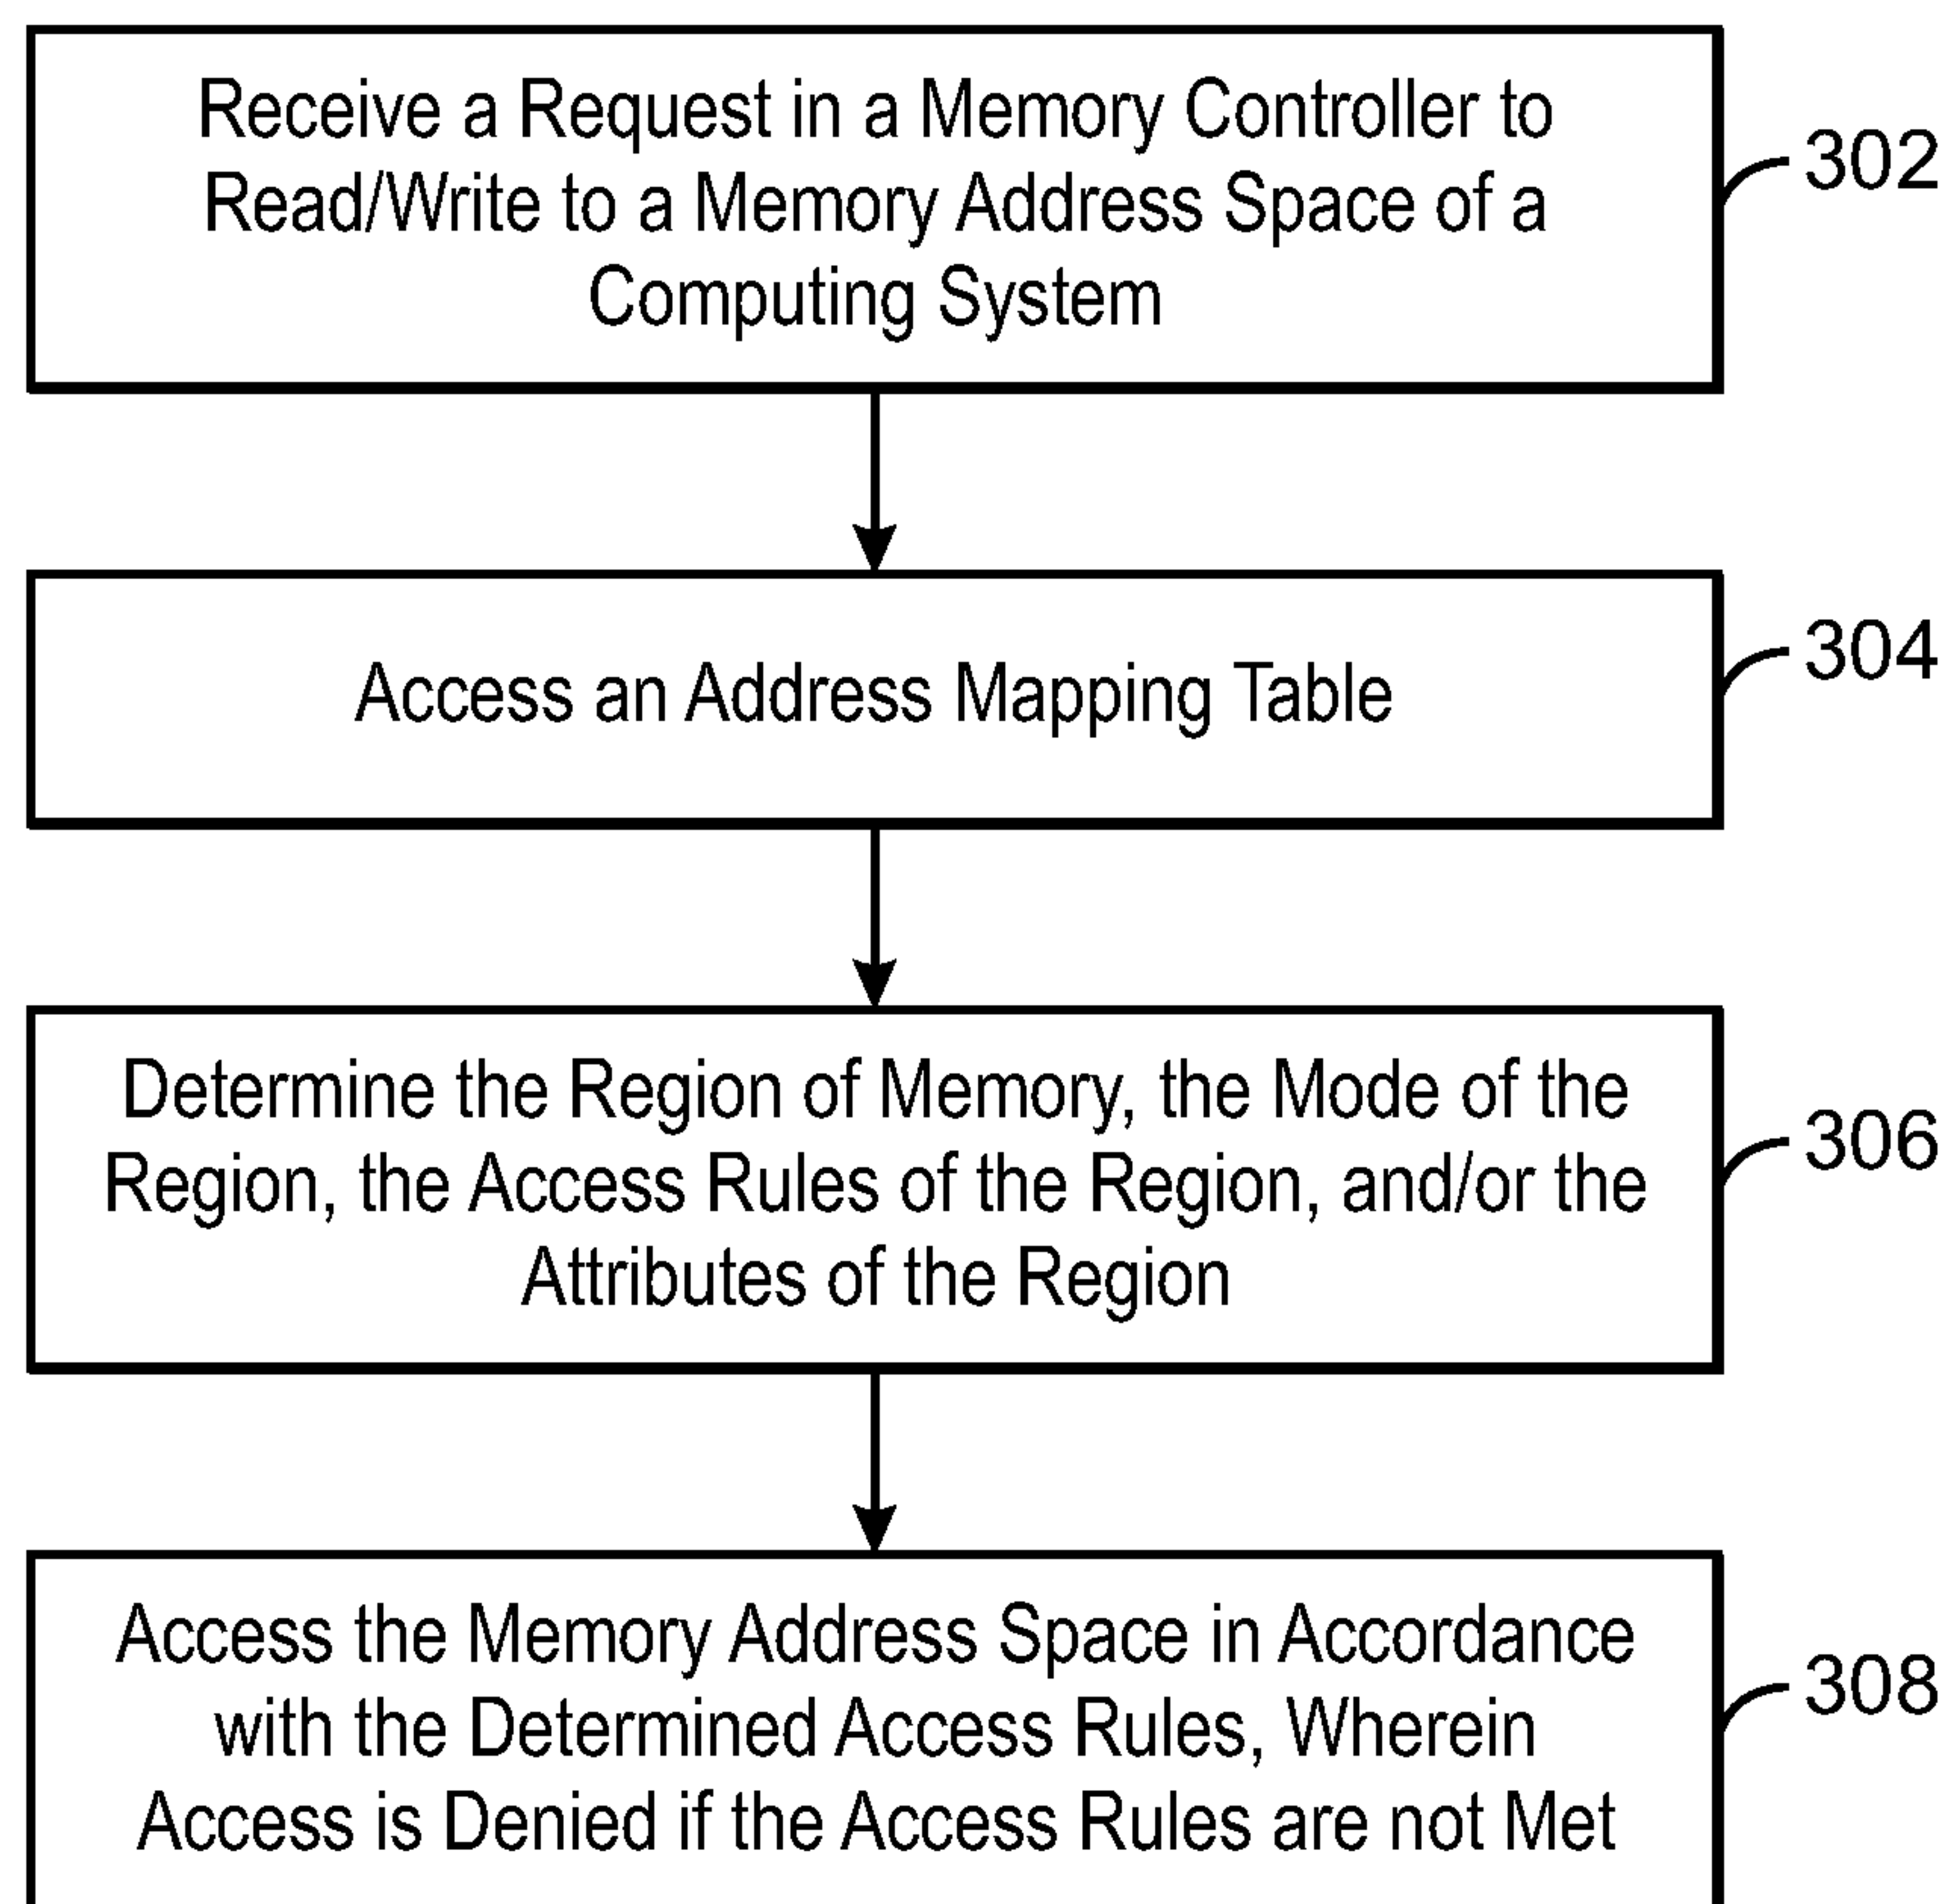 Receive a Request in a Memory Controller to
Read/Write to a Memory Address Space of a
Computing System
302
Access an Address Mapping Table
304
Determine the Region of Memory, the Mode of the
Region, the Access Rules of the Region, and/or the
Attributes of the Region
306
Access the Memory Address Space in Accordance
with the Determined Access Rules, Wherein
Access is Denied if the Access Rules are not Met
308